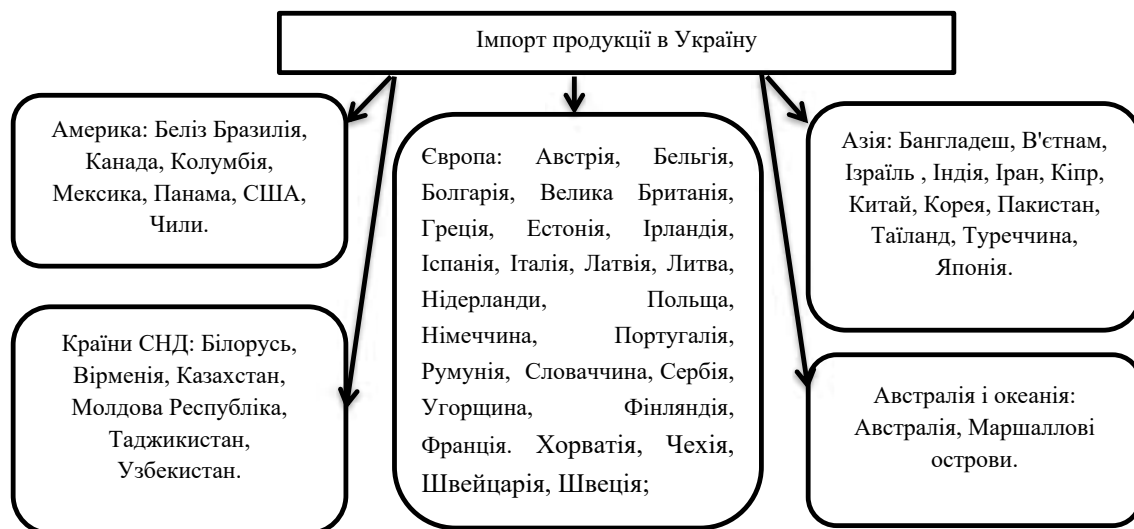 Імпорт продукції в Україну
Америка: Беліз Бразилія,
Канада, Колумбія,
Мексика, Панама, США,
Чили.
Країни СНД: Білорусь,
Вірменія, Казахстан,
Молдова Республіка,
Таджикистан,
Узбекистан.
Європа: Австрія, Бельгія,
Болгарія, Велика Британія,
Греція, Естонія, Ірландія,
Іспанія, Італія, Латвія, Литва,
Нідерланди, Польща,
Німеччина, Португалія,
Румунія, Словаччина, Сербія,
Угорщина, Фінляндія,
Франція. Хорватія, Чехія,
Швейцарія, Швеція;
Азія: Бангладеш, В'єтнам,
Ізраїль , Індія, Іран, Кіпр,
Китай, Корея, Пакистан,
Таїланд, Туреччина,
Японія.
Австралія і океанія:
Австралія, Маршаллові
острови.